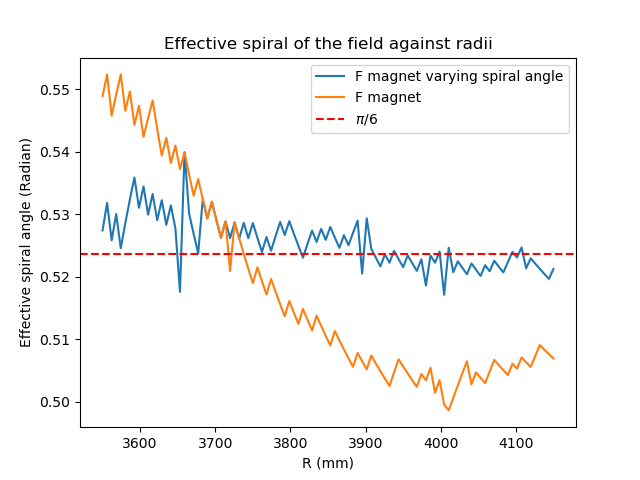 Effective spiral of the field against radii
F magnet varying spiral angle
F magnet
π/6
Effective spiral angle (Radian)
0.55
0.54
0.53
0.52
0.51
0.50
3600 3700 3800 3900 4000 4100
R (mm)